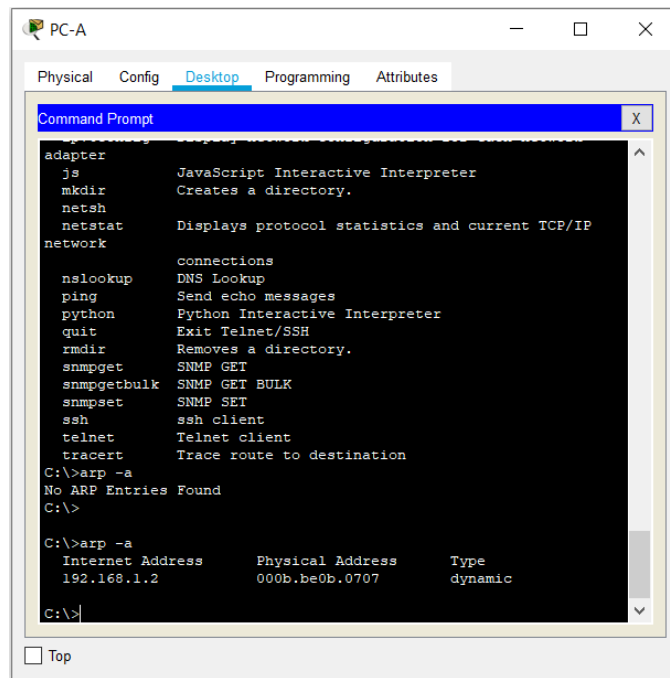 PC-A
Physical Config Desktop Programming Attributes
Command Prompt X
adapter
js JavaScript Interactive Interpreter
mkdir Creates a directory.
netsh
netstat Displays protocol statistics and current TCP/IP
network
connections
nslookup DNS Lookup
ping Send echo messages
python Python Interactive Interpreter
quit Exit Telnet/SSH
rmdir Removes a directory.
snmpget SNMP GET
snmpgetbulk SNMP GET BULK
snmpset SNMP SET
ssh ssh client
telnet Telnet client
tracert Trace route to destination
C:\>arp -a
No ARP Entries Found
C:\>
C:\>arp -a
Internet Address Physical Address Type
192.168.1.2 000b.be0b.0707 dynamic
C:\>
Top